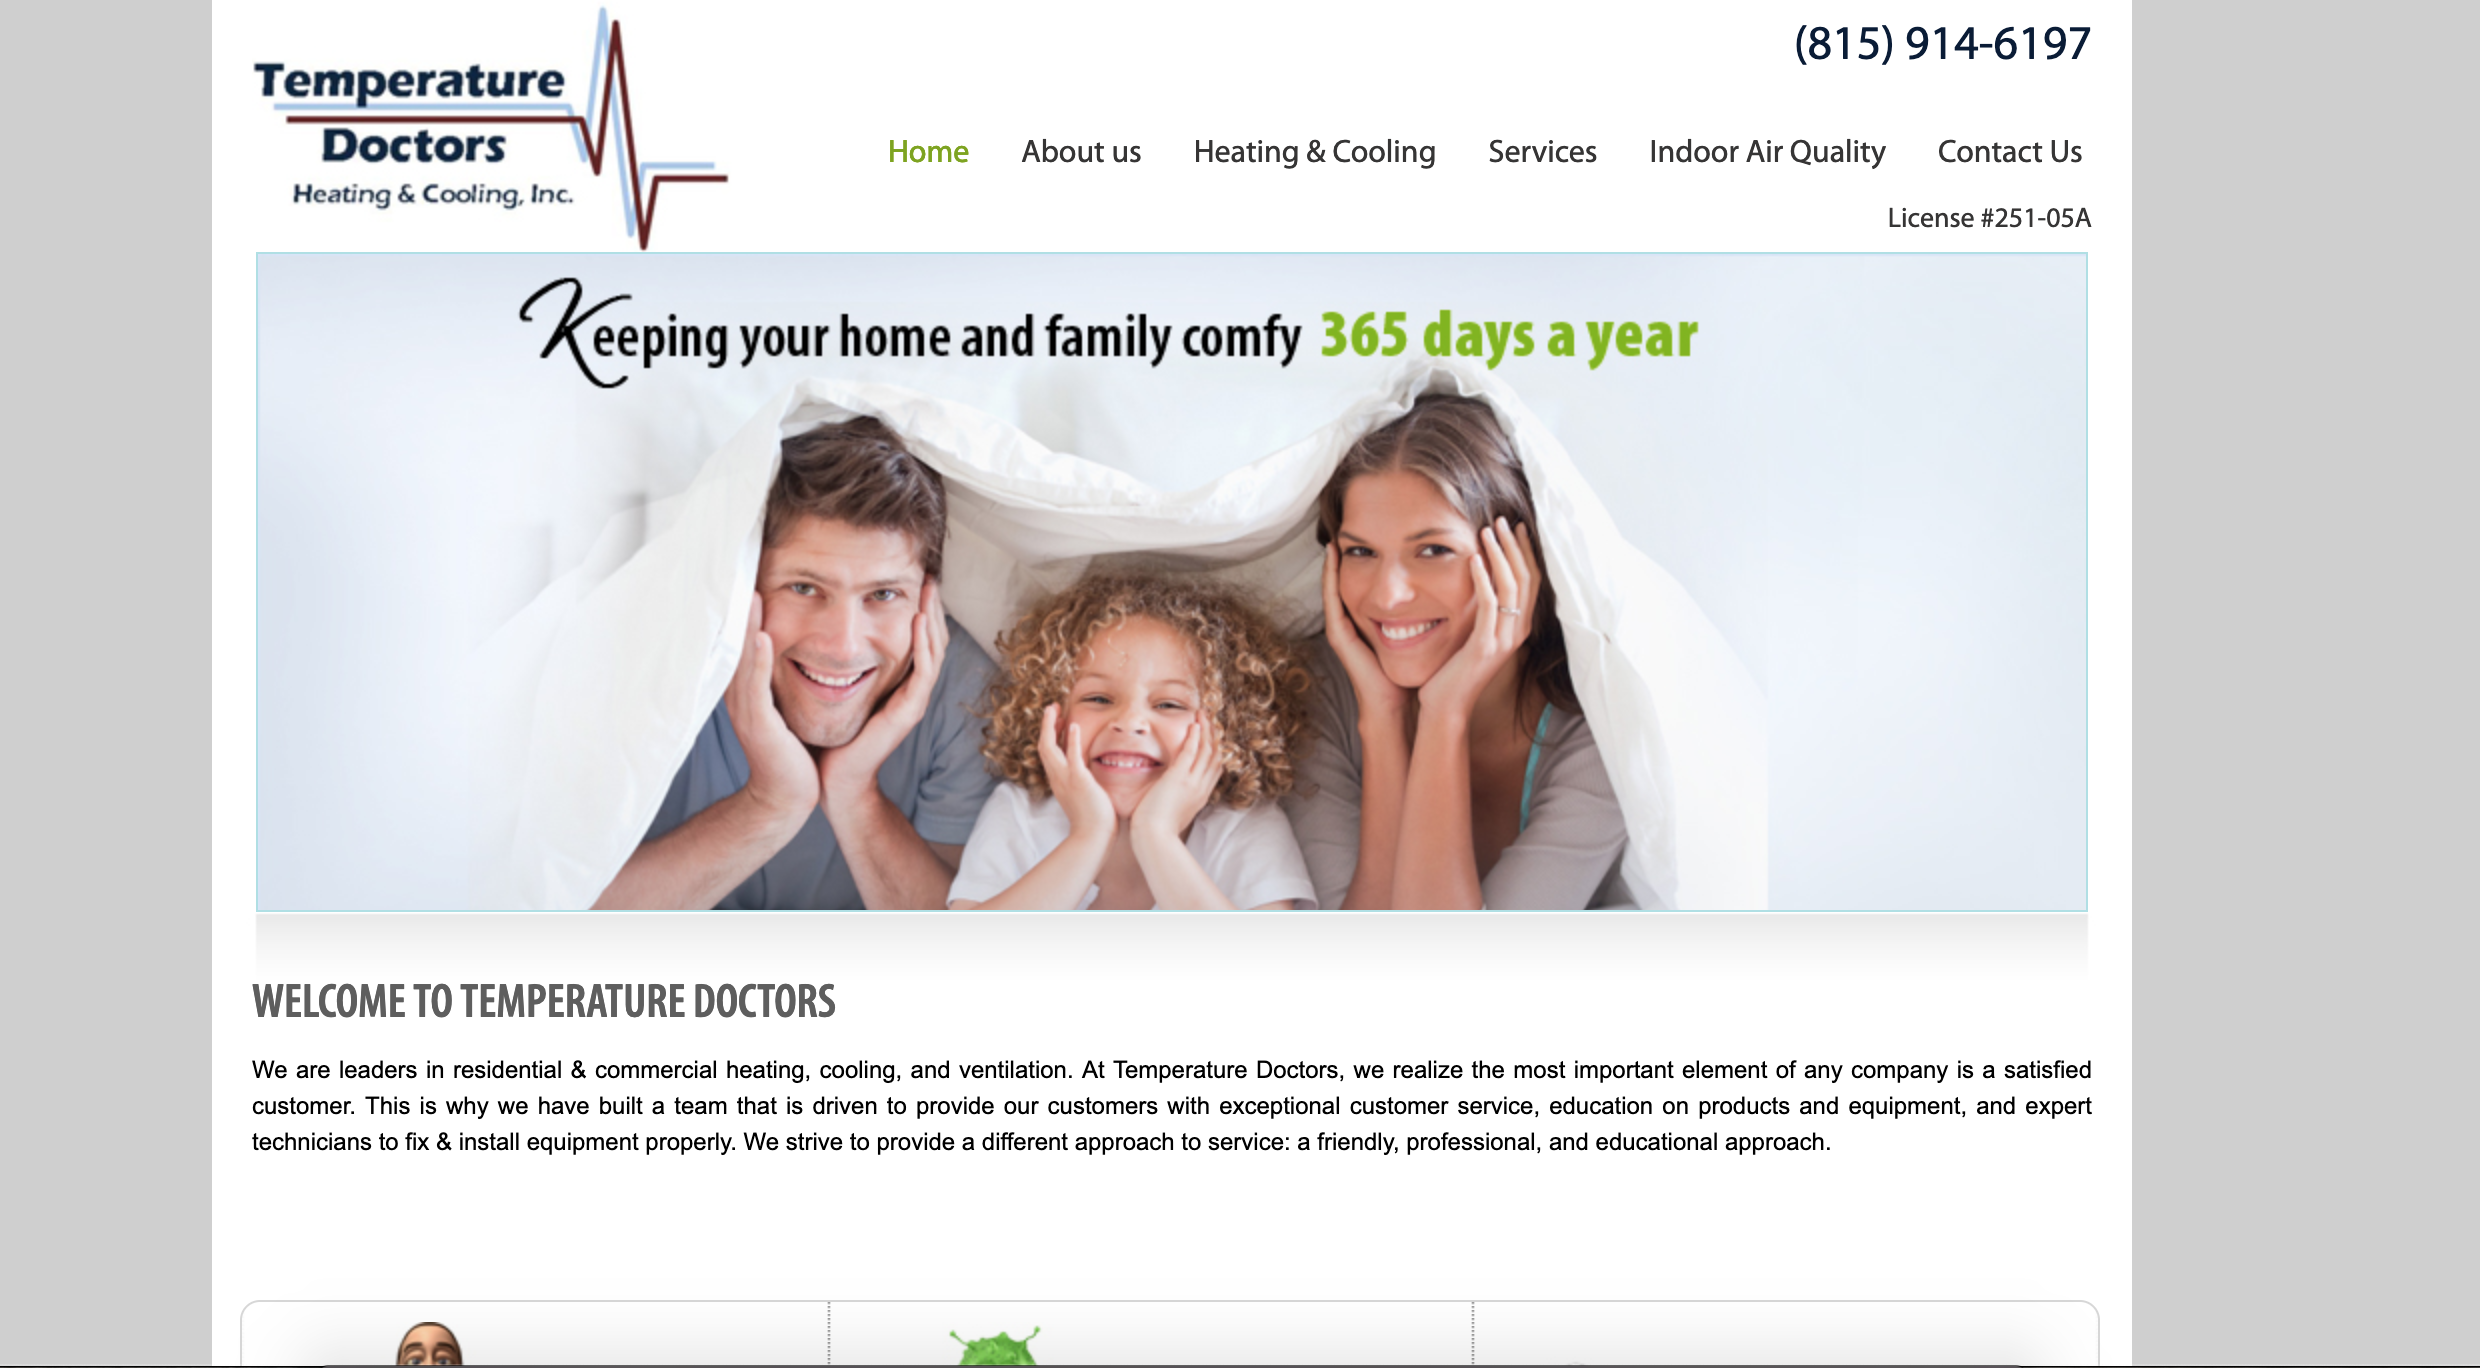 Temperature
Doctors
Heating & Cooling, Inc.
(815) 914-6197
Home About us Heating & Cooling Services Indoor Air Quality Contact Us
License #251-05A
Keeping your home and family comfy 365 days a year
WELCOME TO TEMPERATURE DOCTORS
We are leaders in residential & commercial heating, cooling, and ventilation. At Temperature Doctors, we realize the most important element of any company is a satisfied
customer. This is why we have built a team that is driven to provide our customers with exceptional customer service, education on products and equipment, and expert
technicians to fix & install equipment properly. We strive to provide a different approach to service: a friendly, professional, and educational approach.